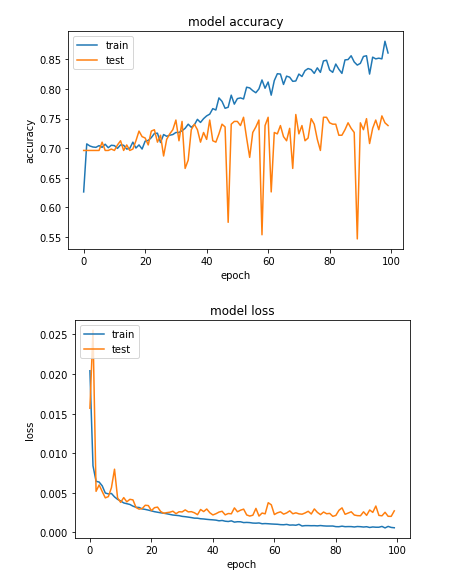 model accuracy
train
test
0.85
0.80
0.75
0.70
0.65
0.60
0.55
accuracy
0 20 40 60 80 100
epoch
model loss
train
test
0.025
0.020
0.015
0.010
0.005
0.000
loss
0 20 40 60 80 100
epoch